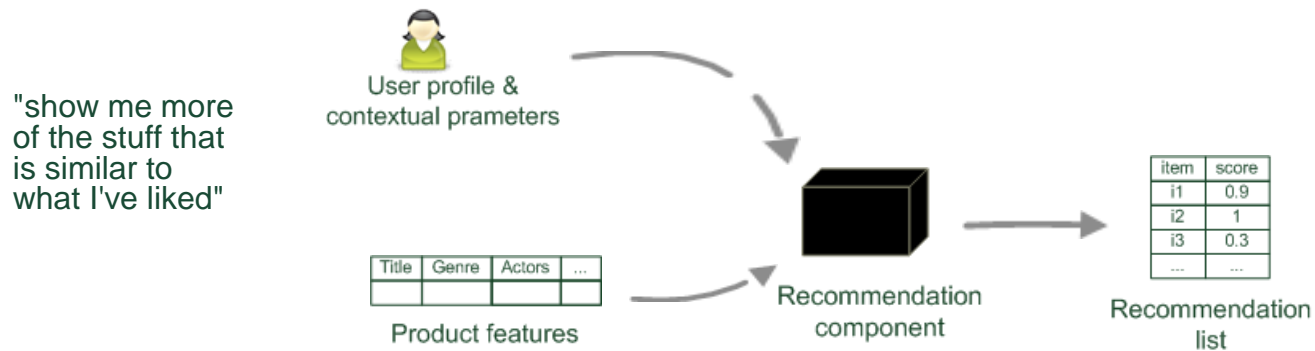 "show me more
of the stuff that
is similar to
what I've liked"
User profile &
contextual prameters
Title Genre Actors ...
Product features
Recommendation
component
item score
i1 0.9
i2 1
i3 0.3
... ...
Recommendation
list